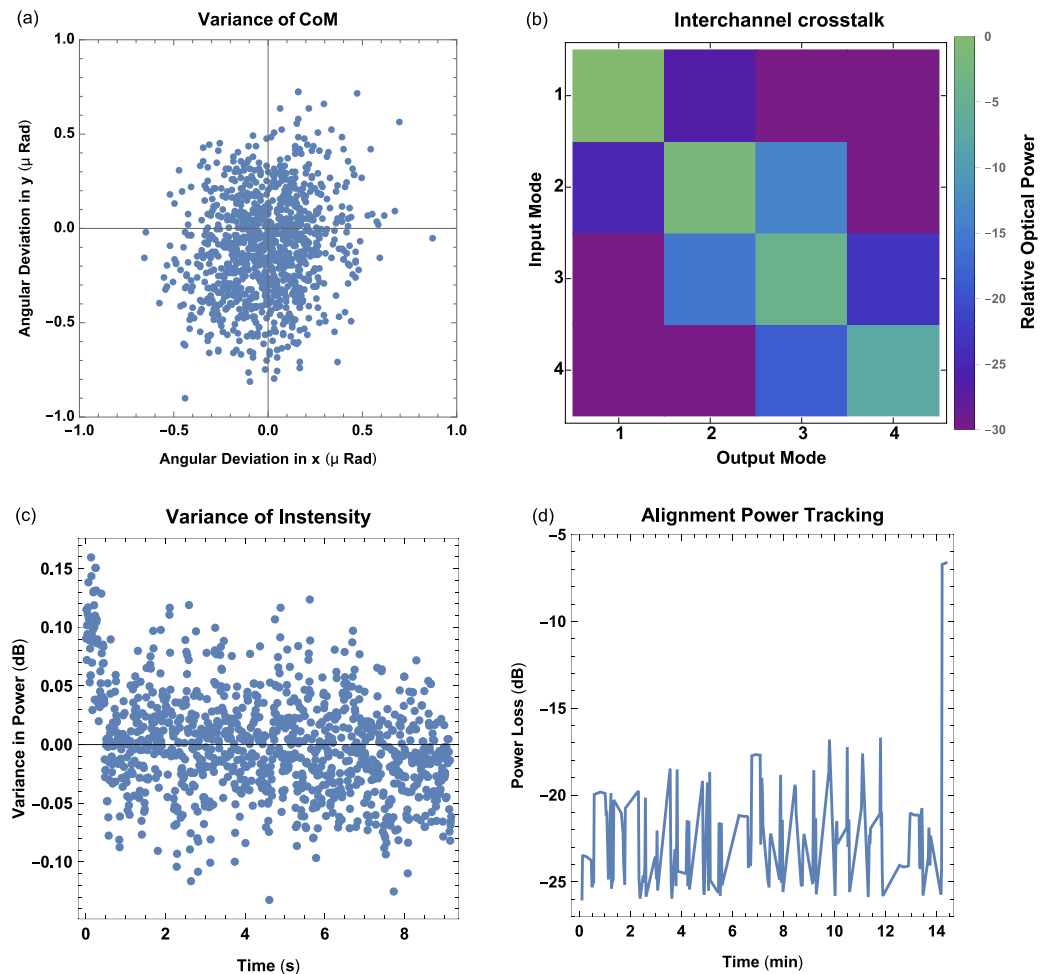 (a)
Variance of CoM
1.0
0.5
0.0
−0.5
−1.0
−1.0
−0.5
0.0
0.5
1.0
Angular Deviation in y (μ Rad)
Angular Deviation in x (μ Rad)
(b)
Interchannel crosstalk
1
2
3
4
Input Mode
1
2
3
4
Output Mode
0
−5
−10
−15
−20
−25
−30
Relative Optical Power
(c)
Variance of Instensity
0.15
0.10
0.05
0.00
−0.05
−0.10
Variance in Power (dB)
0
2
4
6
8
Time (s)
(d)
Alignment Power Tracking
−5
−10
−15
−20
−25
Power Loss (dB)
0
2
4
6
8
10
12
14
Time (min)